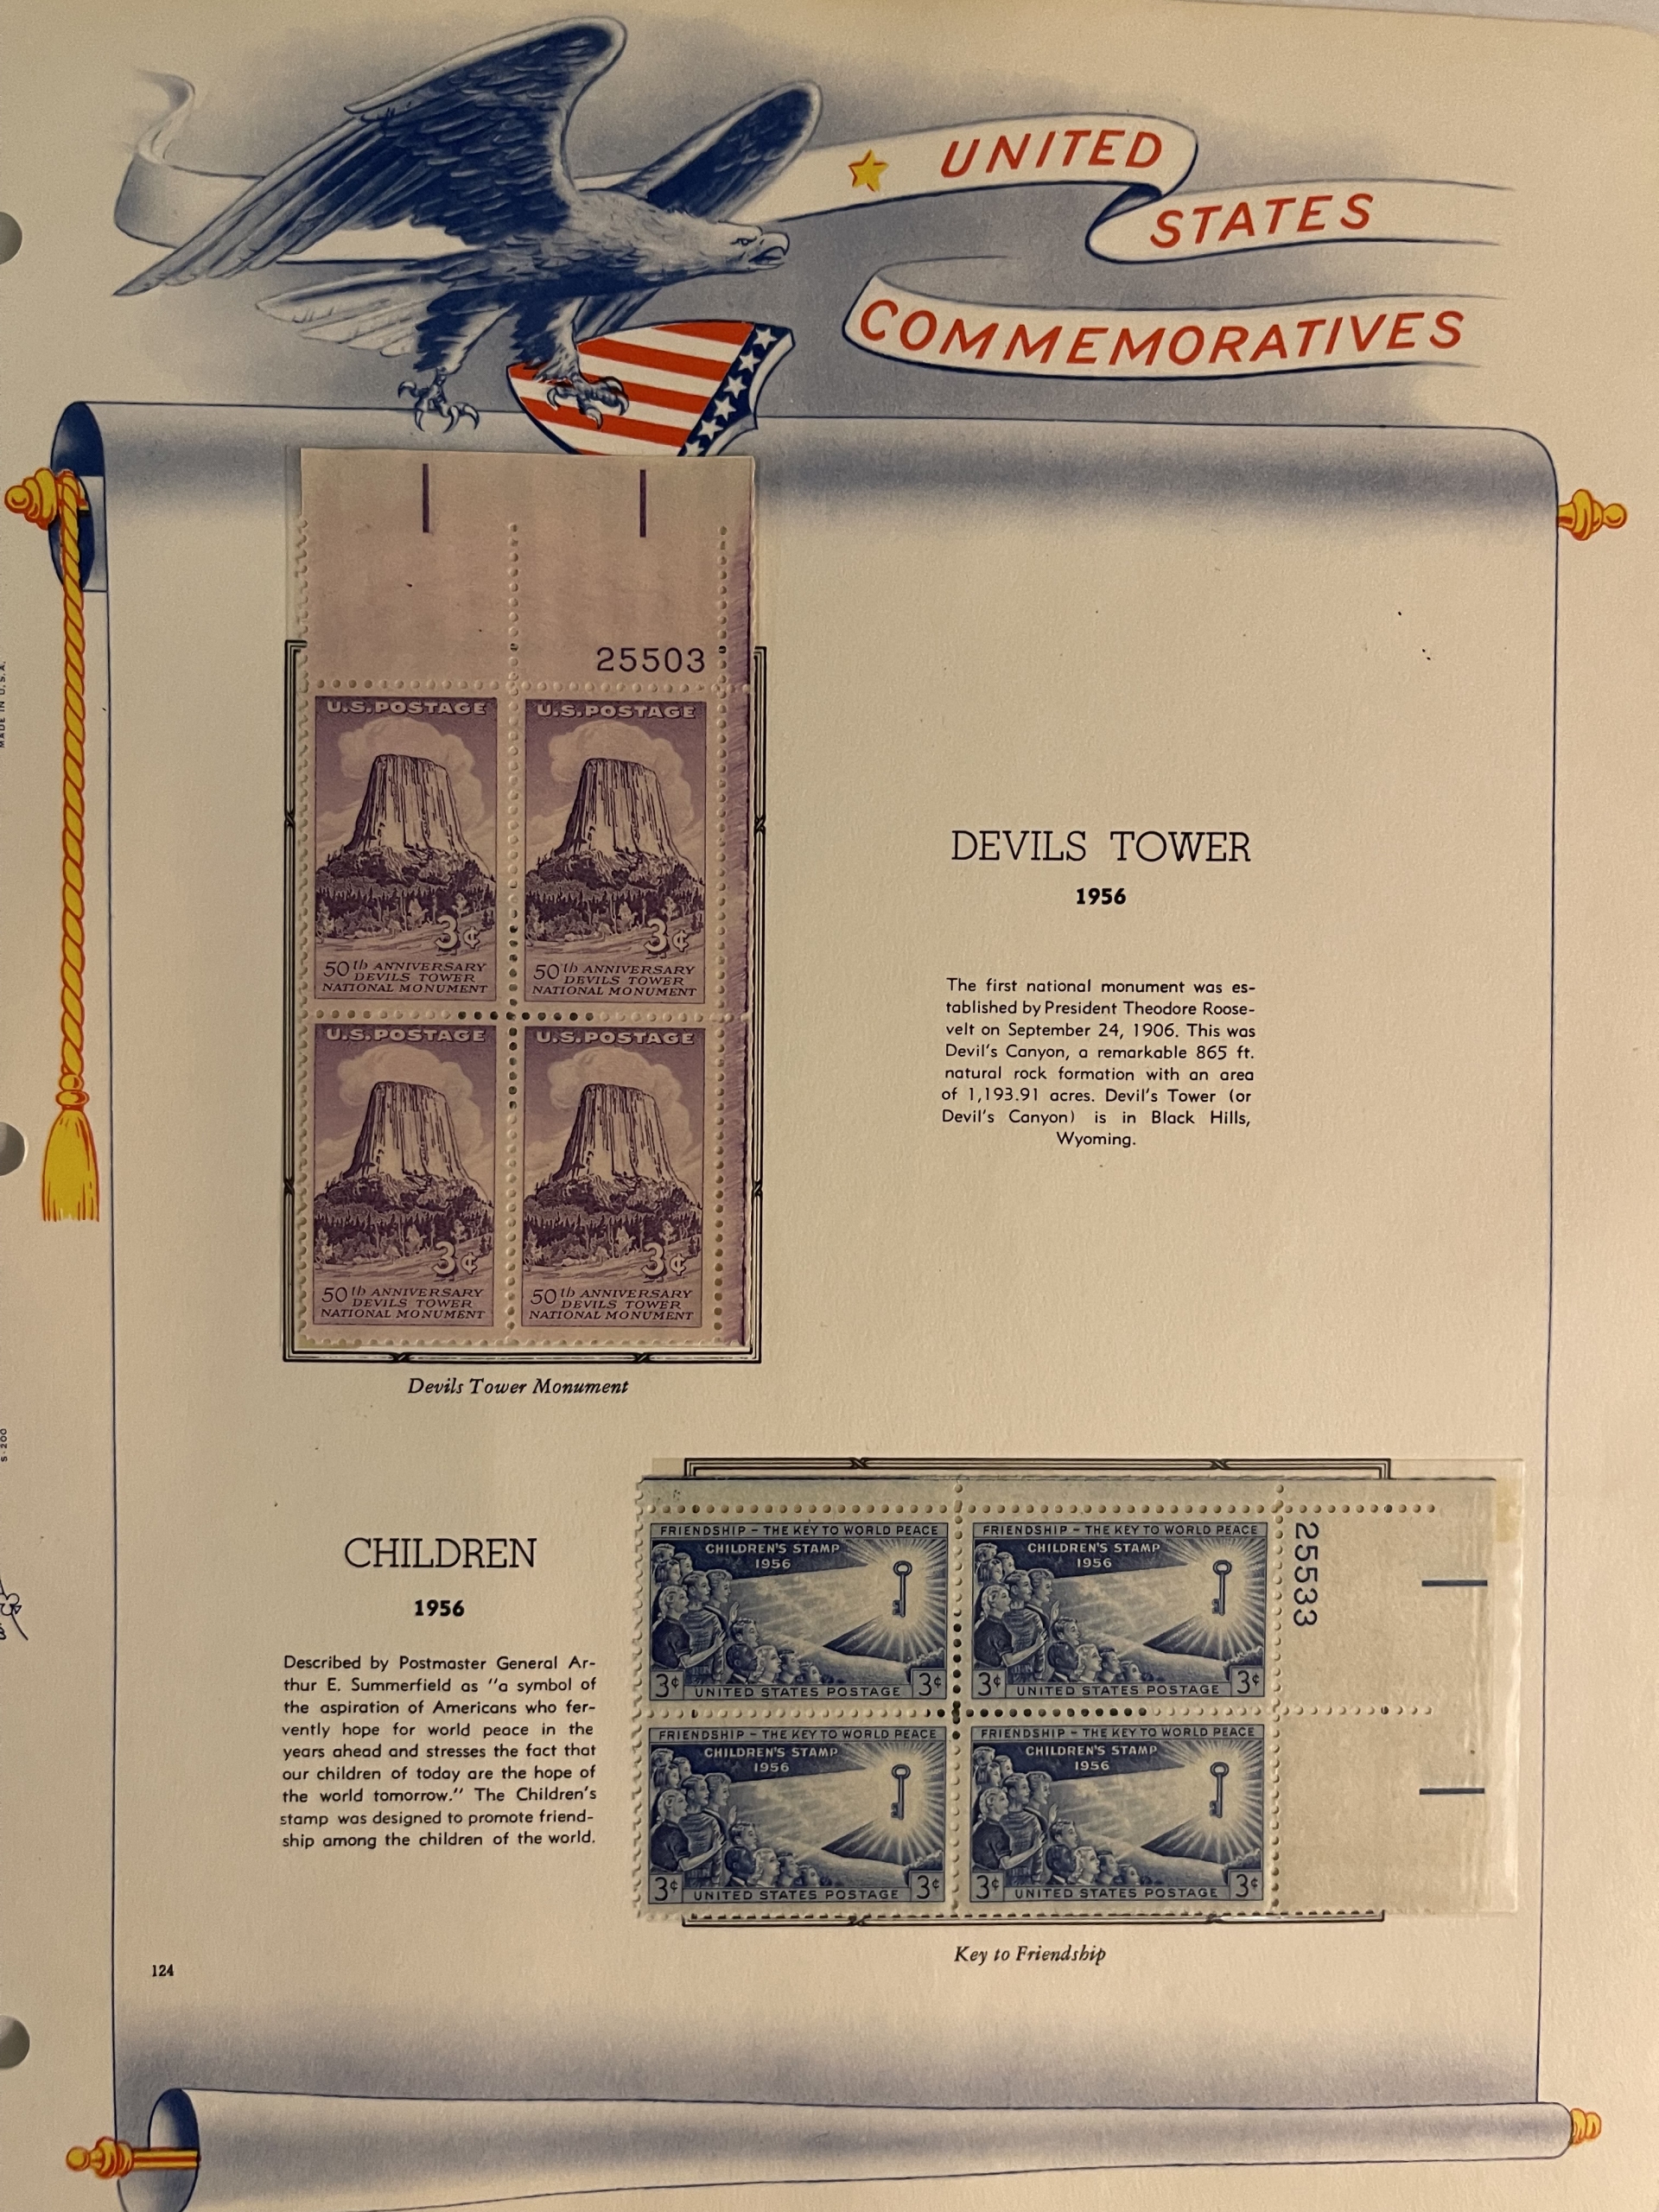 UNITED
STATES
COMMEMORATIVES
25503
U.S. POSTAGE
3¢
50th ANNIVERSARY
DEVILS TOWER
NATIONAL MONUMENT
U.S. POSTAGE
3¢
50th ANNIVERSARY
DEVILS TOWER
NATIONAL MONUMENT
U.S. POSTAGE
3¢
50th ANNIVERSARY
DEVILS TOWER
NATIONAL MONUMENT
U.S. POSTAGE
3¢
50th ANNIVERSARY
DEVILS TOWER
NATIONAL MONUMENT
Devils Tower Monument
DEVILS TOWER
1956
The first national monument was es-
tablished by President Theodore Roose-
velt on September 24, 1906. This was
Devil's Canyon, a remarkable 865 ft.
natural rock formation with an area
of 1,193.91 acres. Devil's Tower (or
Devil's Canyon) is in Black Hills,
Wyoming.
MADE IN U.S.A.
S-200
CHILDREN
1956
Described by Postmaster General Ar-
thur E. Summerfield as "a symbol of
the aspiration of Americans who fer-
vently hope for world peace in the
years ahead and stresses the fact that
our children of today are the hope of
the world tomorrow." The Children's
stamp was designed to promote friend-
ship among the children of the world.
FRIENDSHIP – THE KEY TO WORLD PEACE
CHILDREN'S STAMP
1956
3¢ UNITED STATES POSTAGE 3¢
FRIENDSHIP – THE KEY TO WORLD PEACE
CHILDREN'S STAMP
1956
3¢ UNITED STATES POSTAGE 3¢
25533
FRIENDSHIP – THE KEY TO WORLD PEACE
CHILDREN'S STAMP
1956
3¢ UNITED STATES POSTAGE 3¢
FRIENDSHIP – THE KEY TO WORLD PEACE
CHILDREN'S STAMP
1956
3¢ UNITED STATES POSTAGE 3¢
Key to Friendship
124